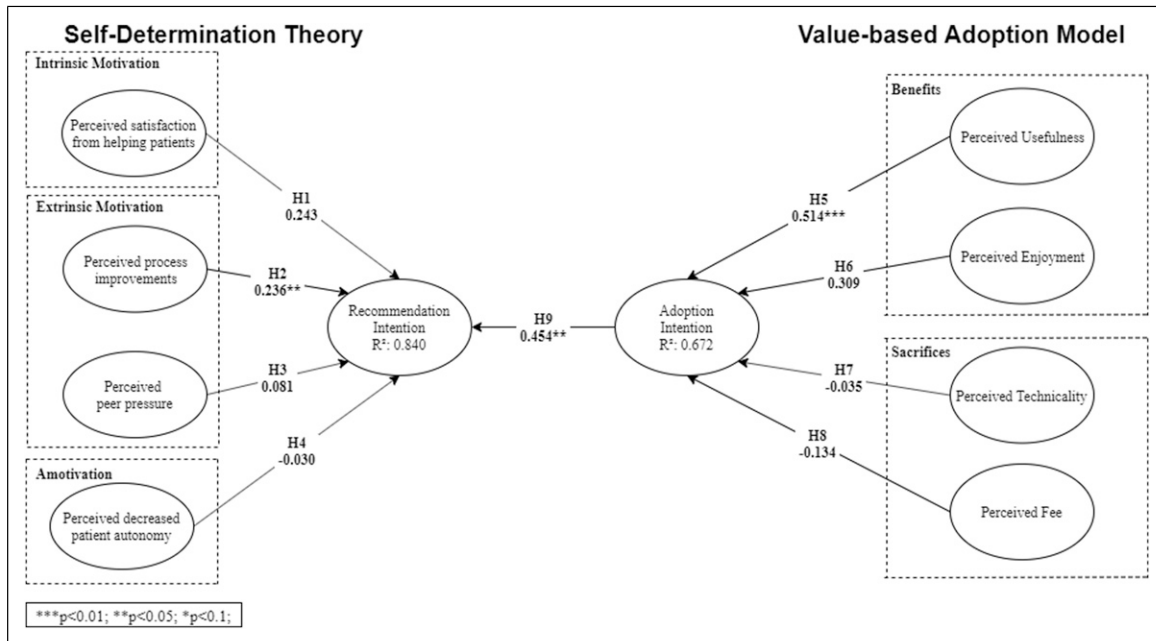 Self-Determination Theory
Intrinsic Motivation
Perceived satisfaction
from helping patients
H1
0.243
Extrinsic Motivation
Perceived process
improvements
H2
0.236**
Perceived
peer pressure
H3
0.081
H4
-0.030
Amotivation
Perceived decreased
patient autonomy
Recommendation
Intention
R²: 0.840
H9
0.454**
Value-based Adoption Model
Benefits
Perceived Usefulness
H5
0.514***
Perceived Enjoyment
H6
0.309
Adoption
Intention
R²: 0.672
Sacrifices
H7
-0.035
Perceived Technicality
H8
-0.134
Perceived Fee
***p<0.01; **p<0.05; *p<0.1;